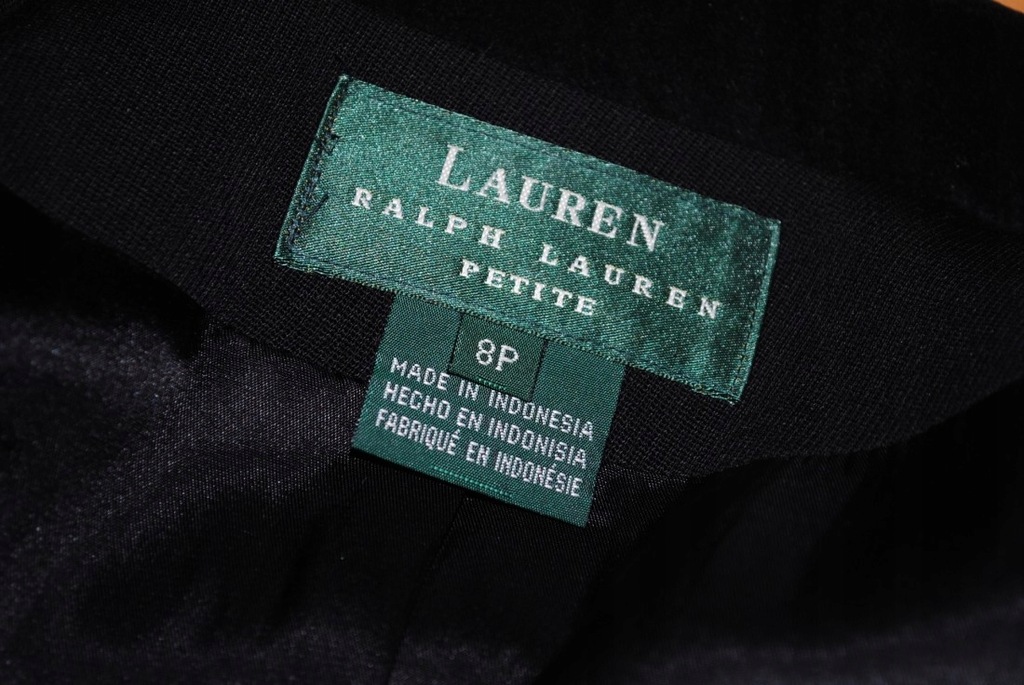 LAUREN
RALPH LAUREN
PETITE
8P
MADE IN INDONESIA
HECHO EN INDONISIA
FABRIQUÉ EN INDONÉSIE